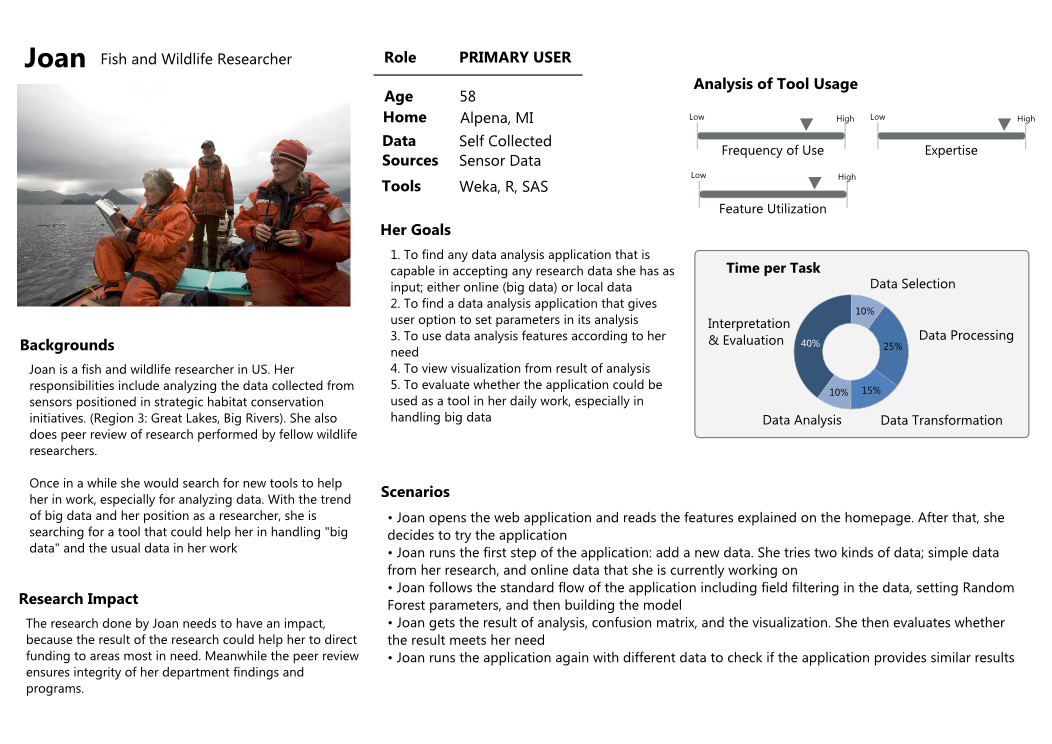 Joan Fish and Wildlife Researcher
Backgrounds
Joan is a fish and wildlife researcher in US. Her
responsibilities include analyzing the data collected from
sensors positioned in strategic habitat conservation
initiatives. (Region 3: Great Lakes, Big Rivers). She also
does peer review of research performed by fellow wildlife
researchers.
Once in a while she would search for new tools to help
her in work, especially for analyzing data. With the trend
of big data and her position as a researcher, she is
searching for a tool that could help her in handling "big
data" and the usual data in her work
Research Impact
The research done by Joan needs to have an impact,
because the result of the research could help her to direct
funding to areas most in need. Meanwhile the peer review
ensures integrity of her department findings and
programs.
Role PRIMARY USER
Age 58
Home Alpena, MI
Data Self Collected
Sources Sensor Data
Tools Weka, R, SAS
Her Goals
1. To find any data analysis application that is
capable in accepting any research data she has as
input; either online (big data) or local data
2. To find a data analysis application that gives
user option to set parameters in its analysis
3. To use data analysis features according to her
need
4. To view visualization from result of analysis
5. To evaluate whether the application could be
used as a tool in her daily work, especially in
handling big data
Analysis of Tool Usage
Low High
Frequency of Use
Low High
Expertise
Low High
Feature Utilization
Time per Task
Data Selection
10%
Data Processing
25%
Data Transformation
15%
Data Analysis
10%
Interpretation
& Evaluation
40%
Scenarios
• Joan opens the web application and reads the features explained on the homepage. After that, she
decides to try the application
• Joan runs the first step of the application: add a new data. She tries two kinds of data; simple data
from her research, and online data that she is currently working on
• Joan follows the standard flow of the application including field filtering in the data, setting Random
Forest parameters, and then building the model
• Joan gets the result of analysis, confusion matrix, and the visualization. She then evaluates whether
the result meets her need
• Joan runs the application again with different data to check if the application provides similar results